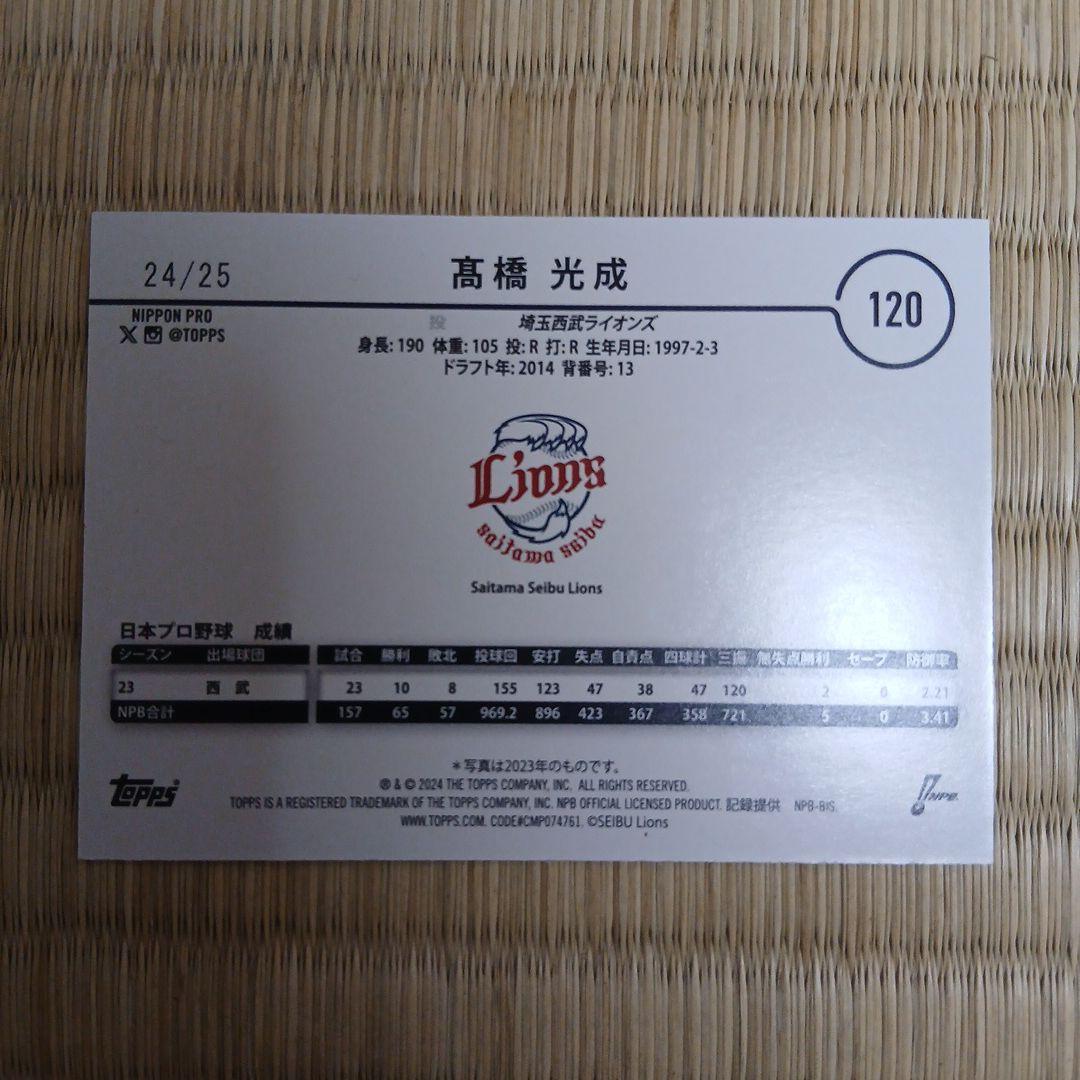 24/25
髙橋 光成
120
NIPPON PRO
@TOPPS
投 埼玉西武ライオンズ
身長: 190 体重: 105 投: R 打: R 生年月日: 1997-2-3
ドラフト年: 2014 背番号: 13
Lions
saitama seibu
Saitama Seibu Lions
日本プロ野球 成績
シーズン 出場球団 試合 勝利 敗北 投球回 安打 失点 自責点 四球計 三振 無失点勝利 セーブ 防御率
23 西 武 23 10 8 155 123 47 38 47 120 2 0 2.21
NPB合計 157 65 57 969.2 896 423 367 358 721 5 0 3.41
*写真は2023年のものです。
® & © 2024 THE TOPPS COMPANY, INC. ALL RIGHTS RESERVED.
TOPPS IS A REGISTERED TRADEMARK OF THE TOPPS COMPANY, INC. NPB OFFICIAL LICENSED PRODUCT. 記録提供 NPB-BIS.
WWW.TOPPS.COM. CODE#CMP074761. ©SEIBU Lions
Topps
NPB